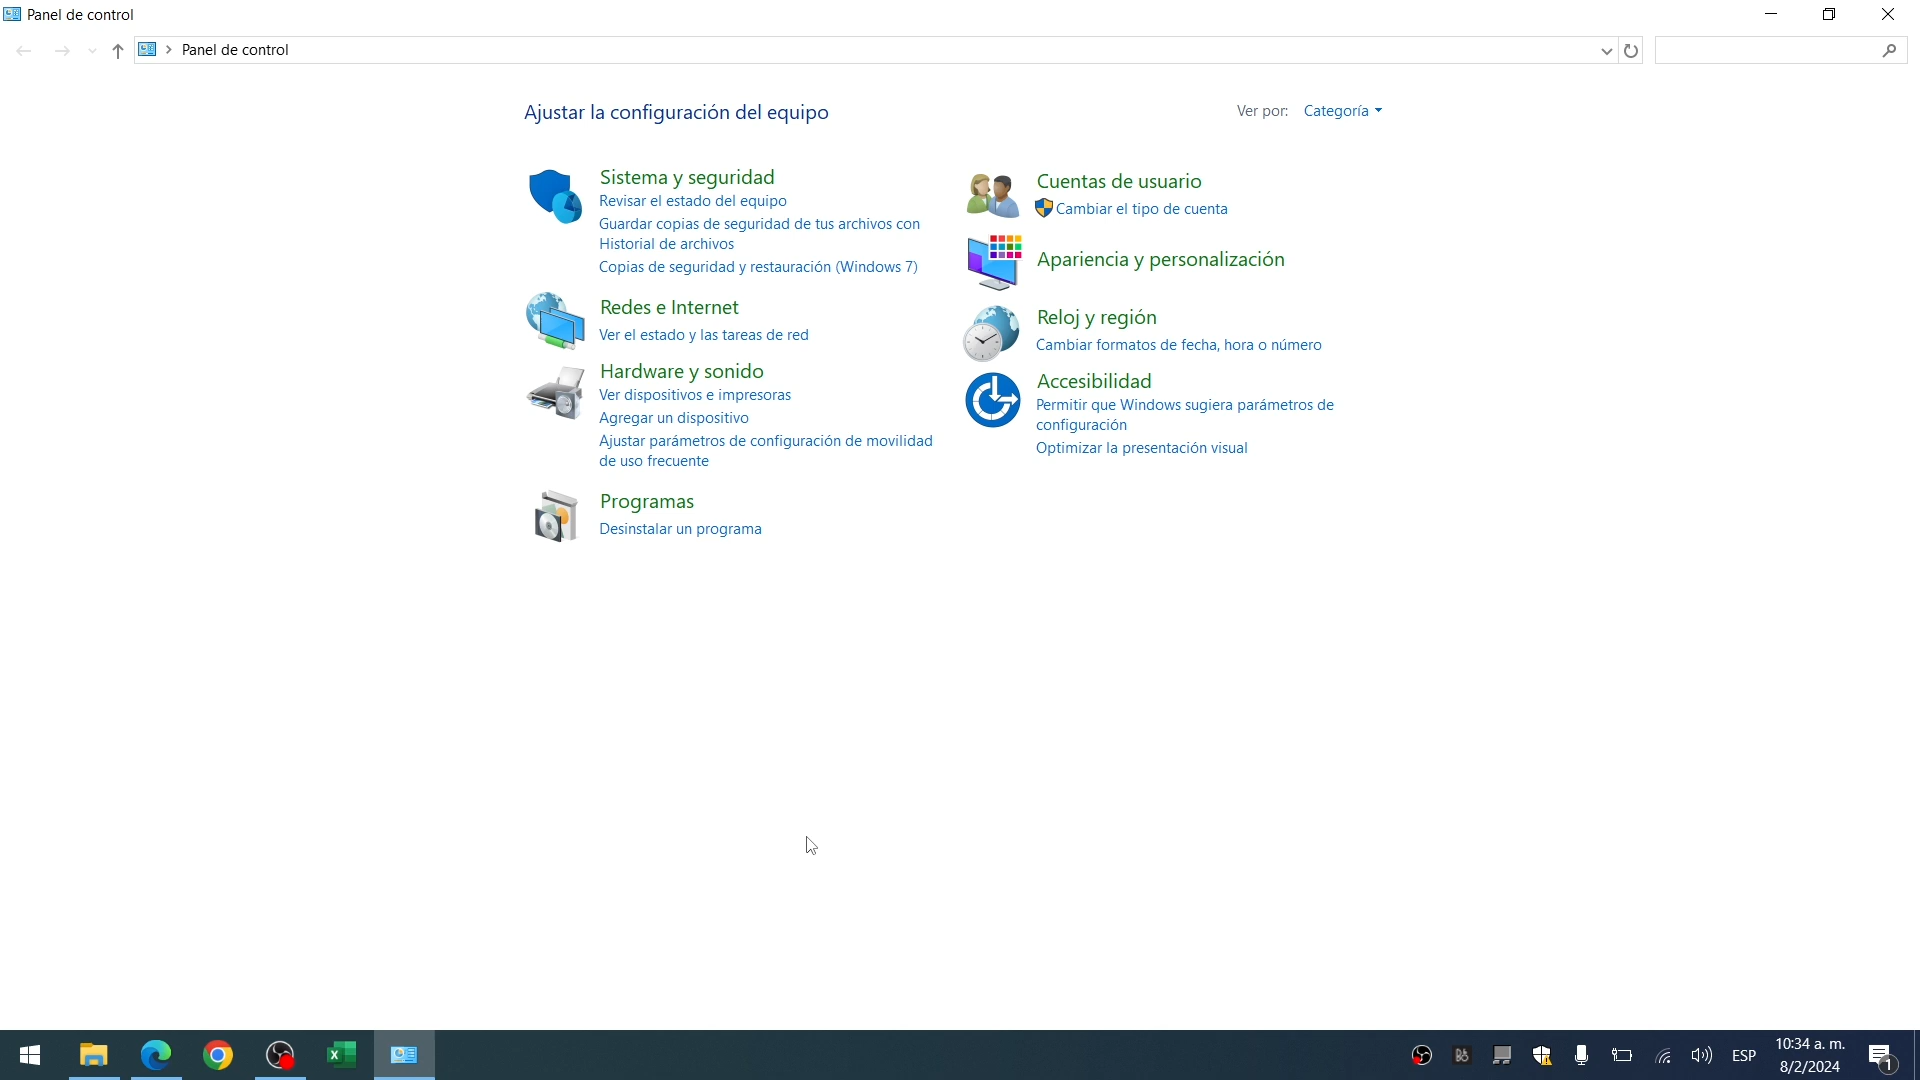 Panel de control
Panel de control
Ajustar la configuración del equipo
Ver por: Categoría
Sistema y seguridad
Revisar el estado del equipo
Guardar copias de seguridad de tus archivos con
Historial de archivos
Copias de seguridad y restauración (Windows 7)
Redes e Internet
Ver el estado y las tareas de red
Hardware y sonido
Ver dispositivos e impresoras
Agregar un dispositivo
Ajustar parámetros de configuración de movilidad
de uso frecuente
Programas
Desinstalar un programa
Cuentas de usuario
Cambiar el tipo de cuenta
Apariencia y personalización
Reloj y región
Cambiar formatos de fecha, hora o número
Accesibilidad
Permitir que Windows sugiera parámetros de
configuración
Optimizar la presentación visual
ESP
10:34 a. m.
8/2/2024
1